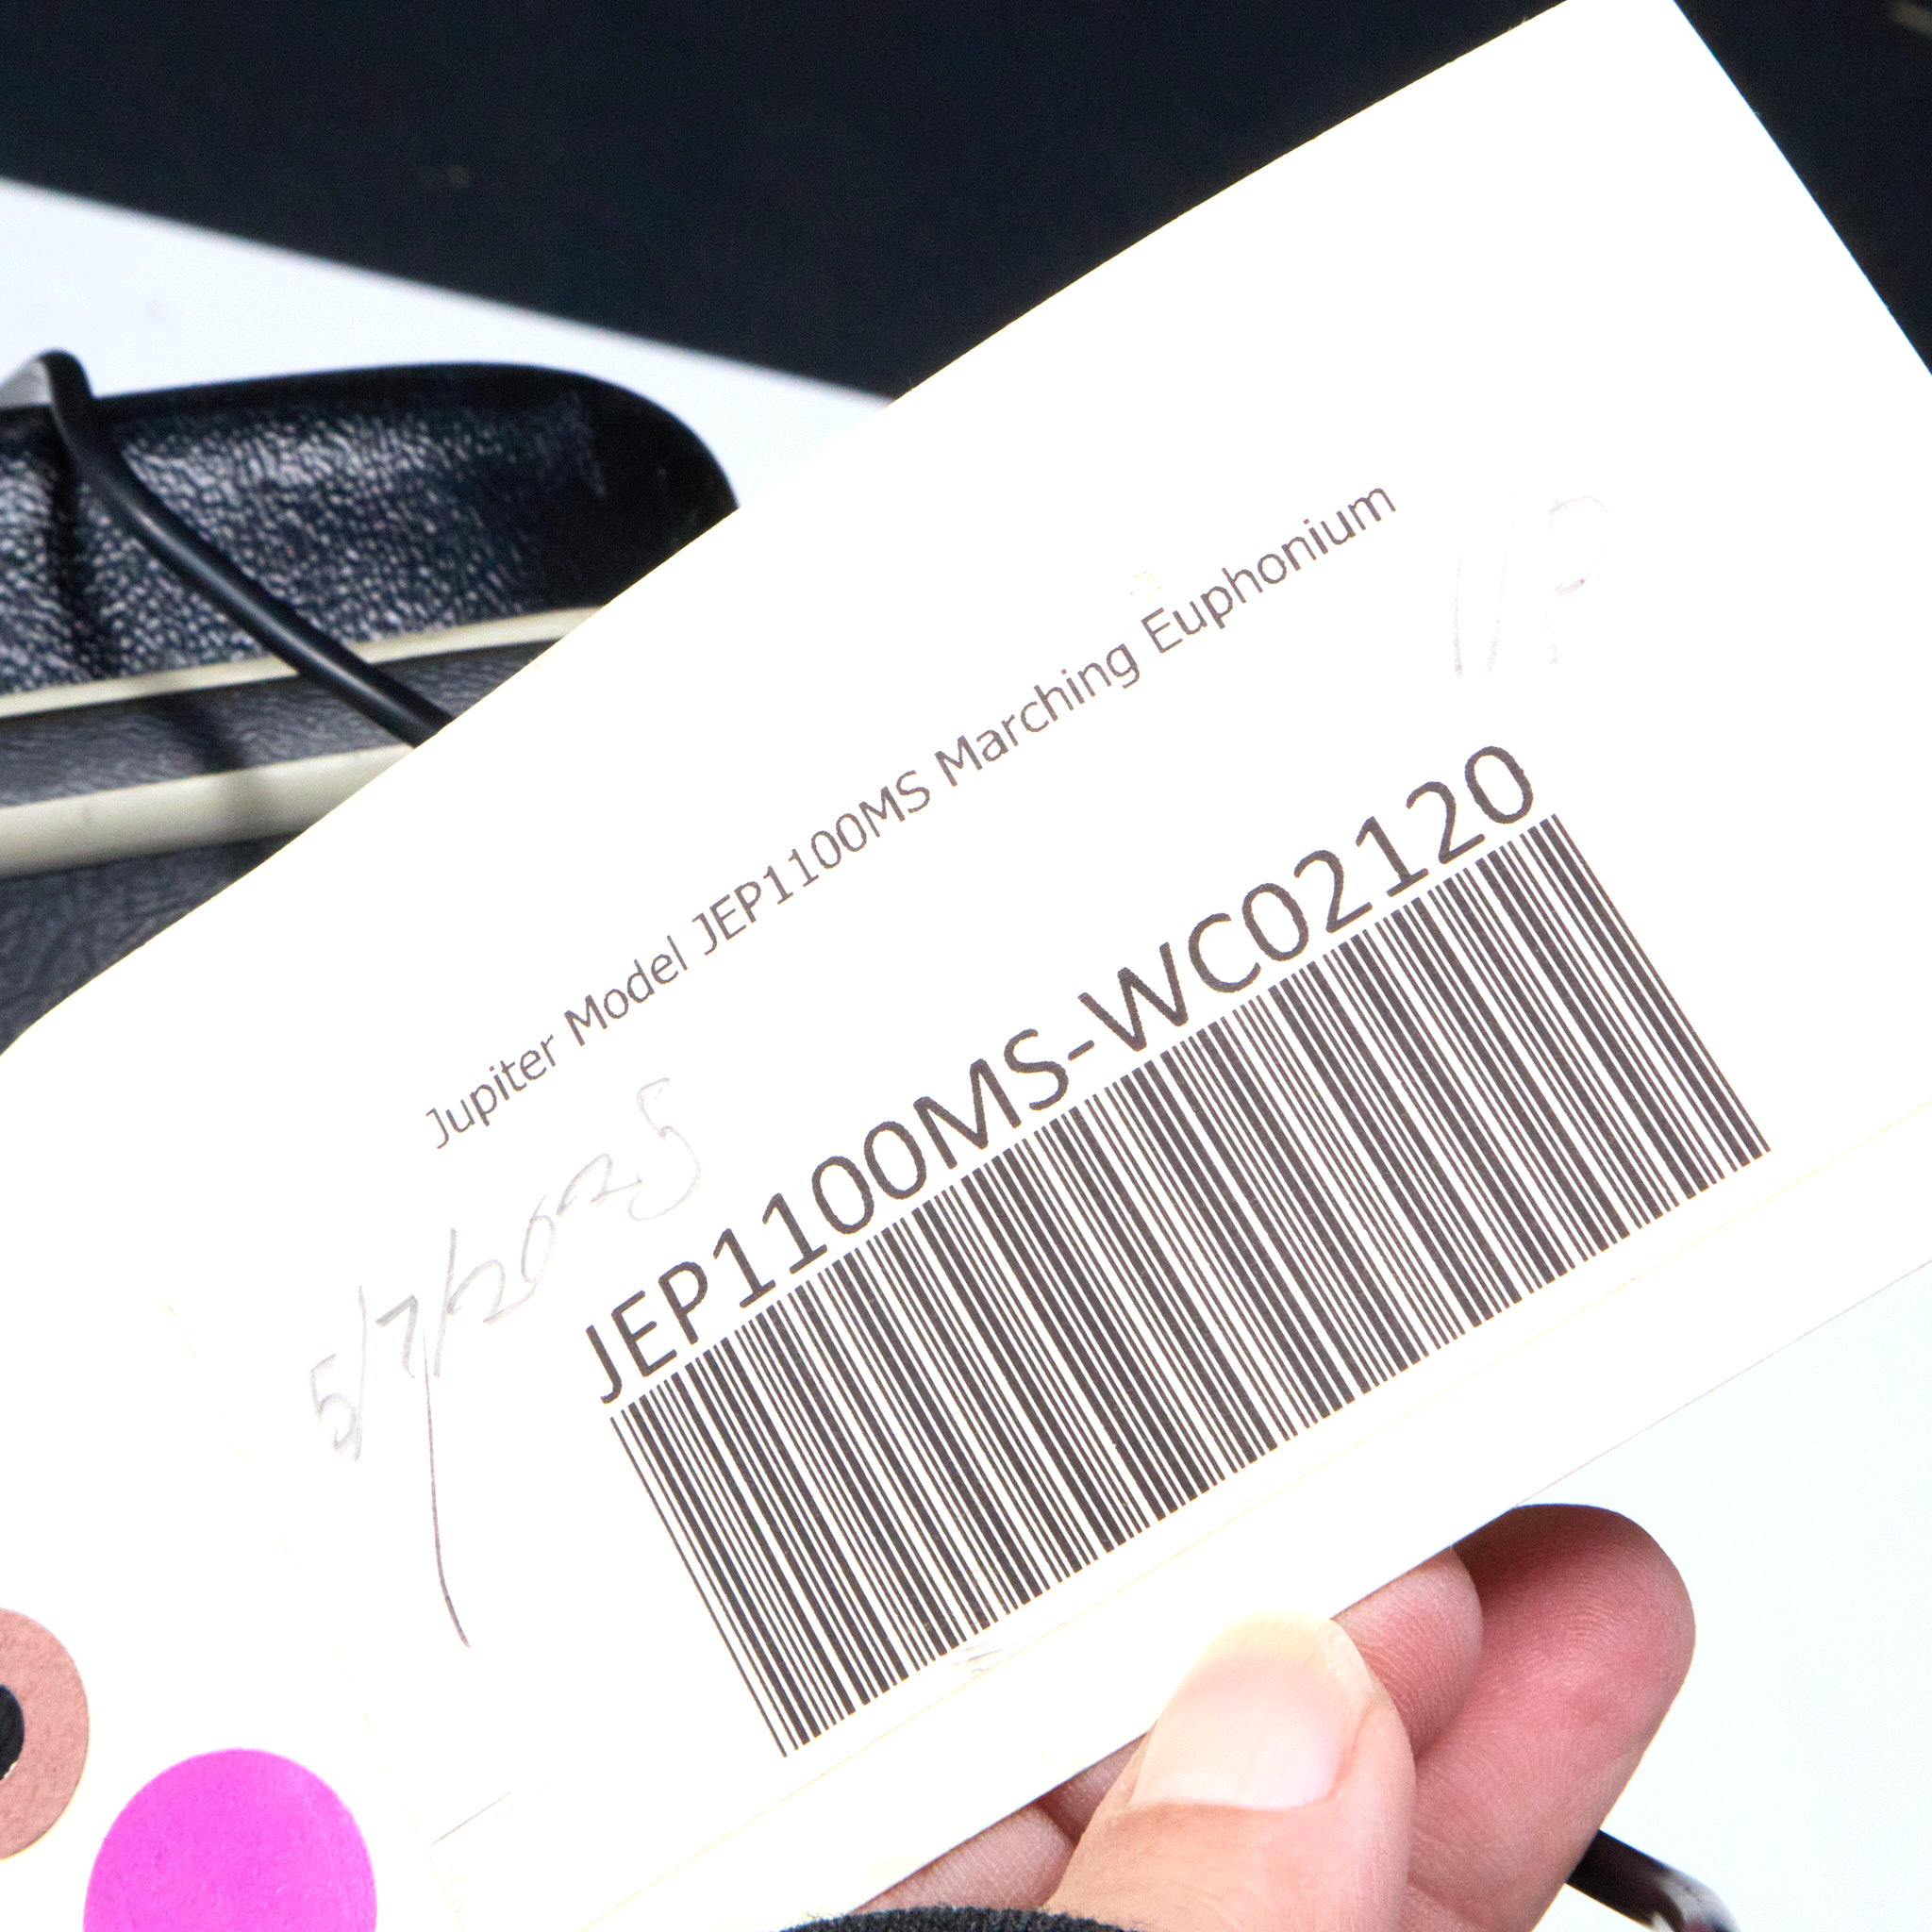 Jupiter Model JEP1100MS Marching Euphonium
5/7/2025
JEP1100MS-WC02120